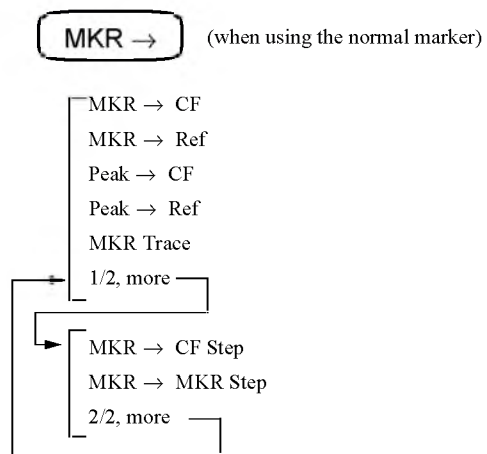 MKR → (when using the normal marker)
MKR → CF
MKR → Ref
Peak → CF
Peak → Ref
MKR Trace
1/2, more
MKR → CF Step
MKR → MKR Step
2/2, more